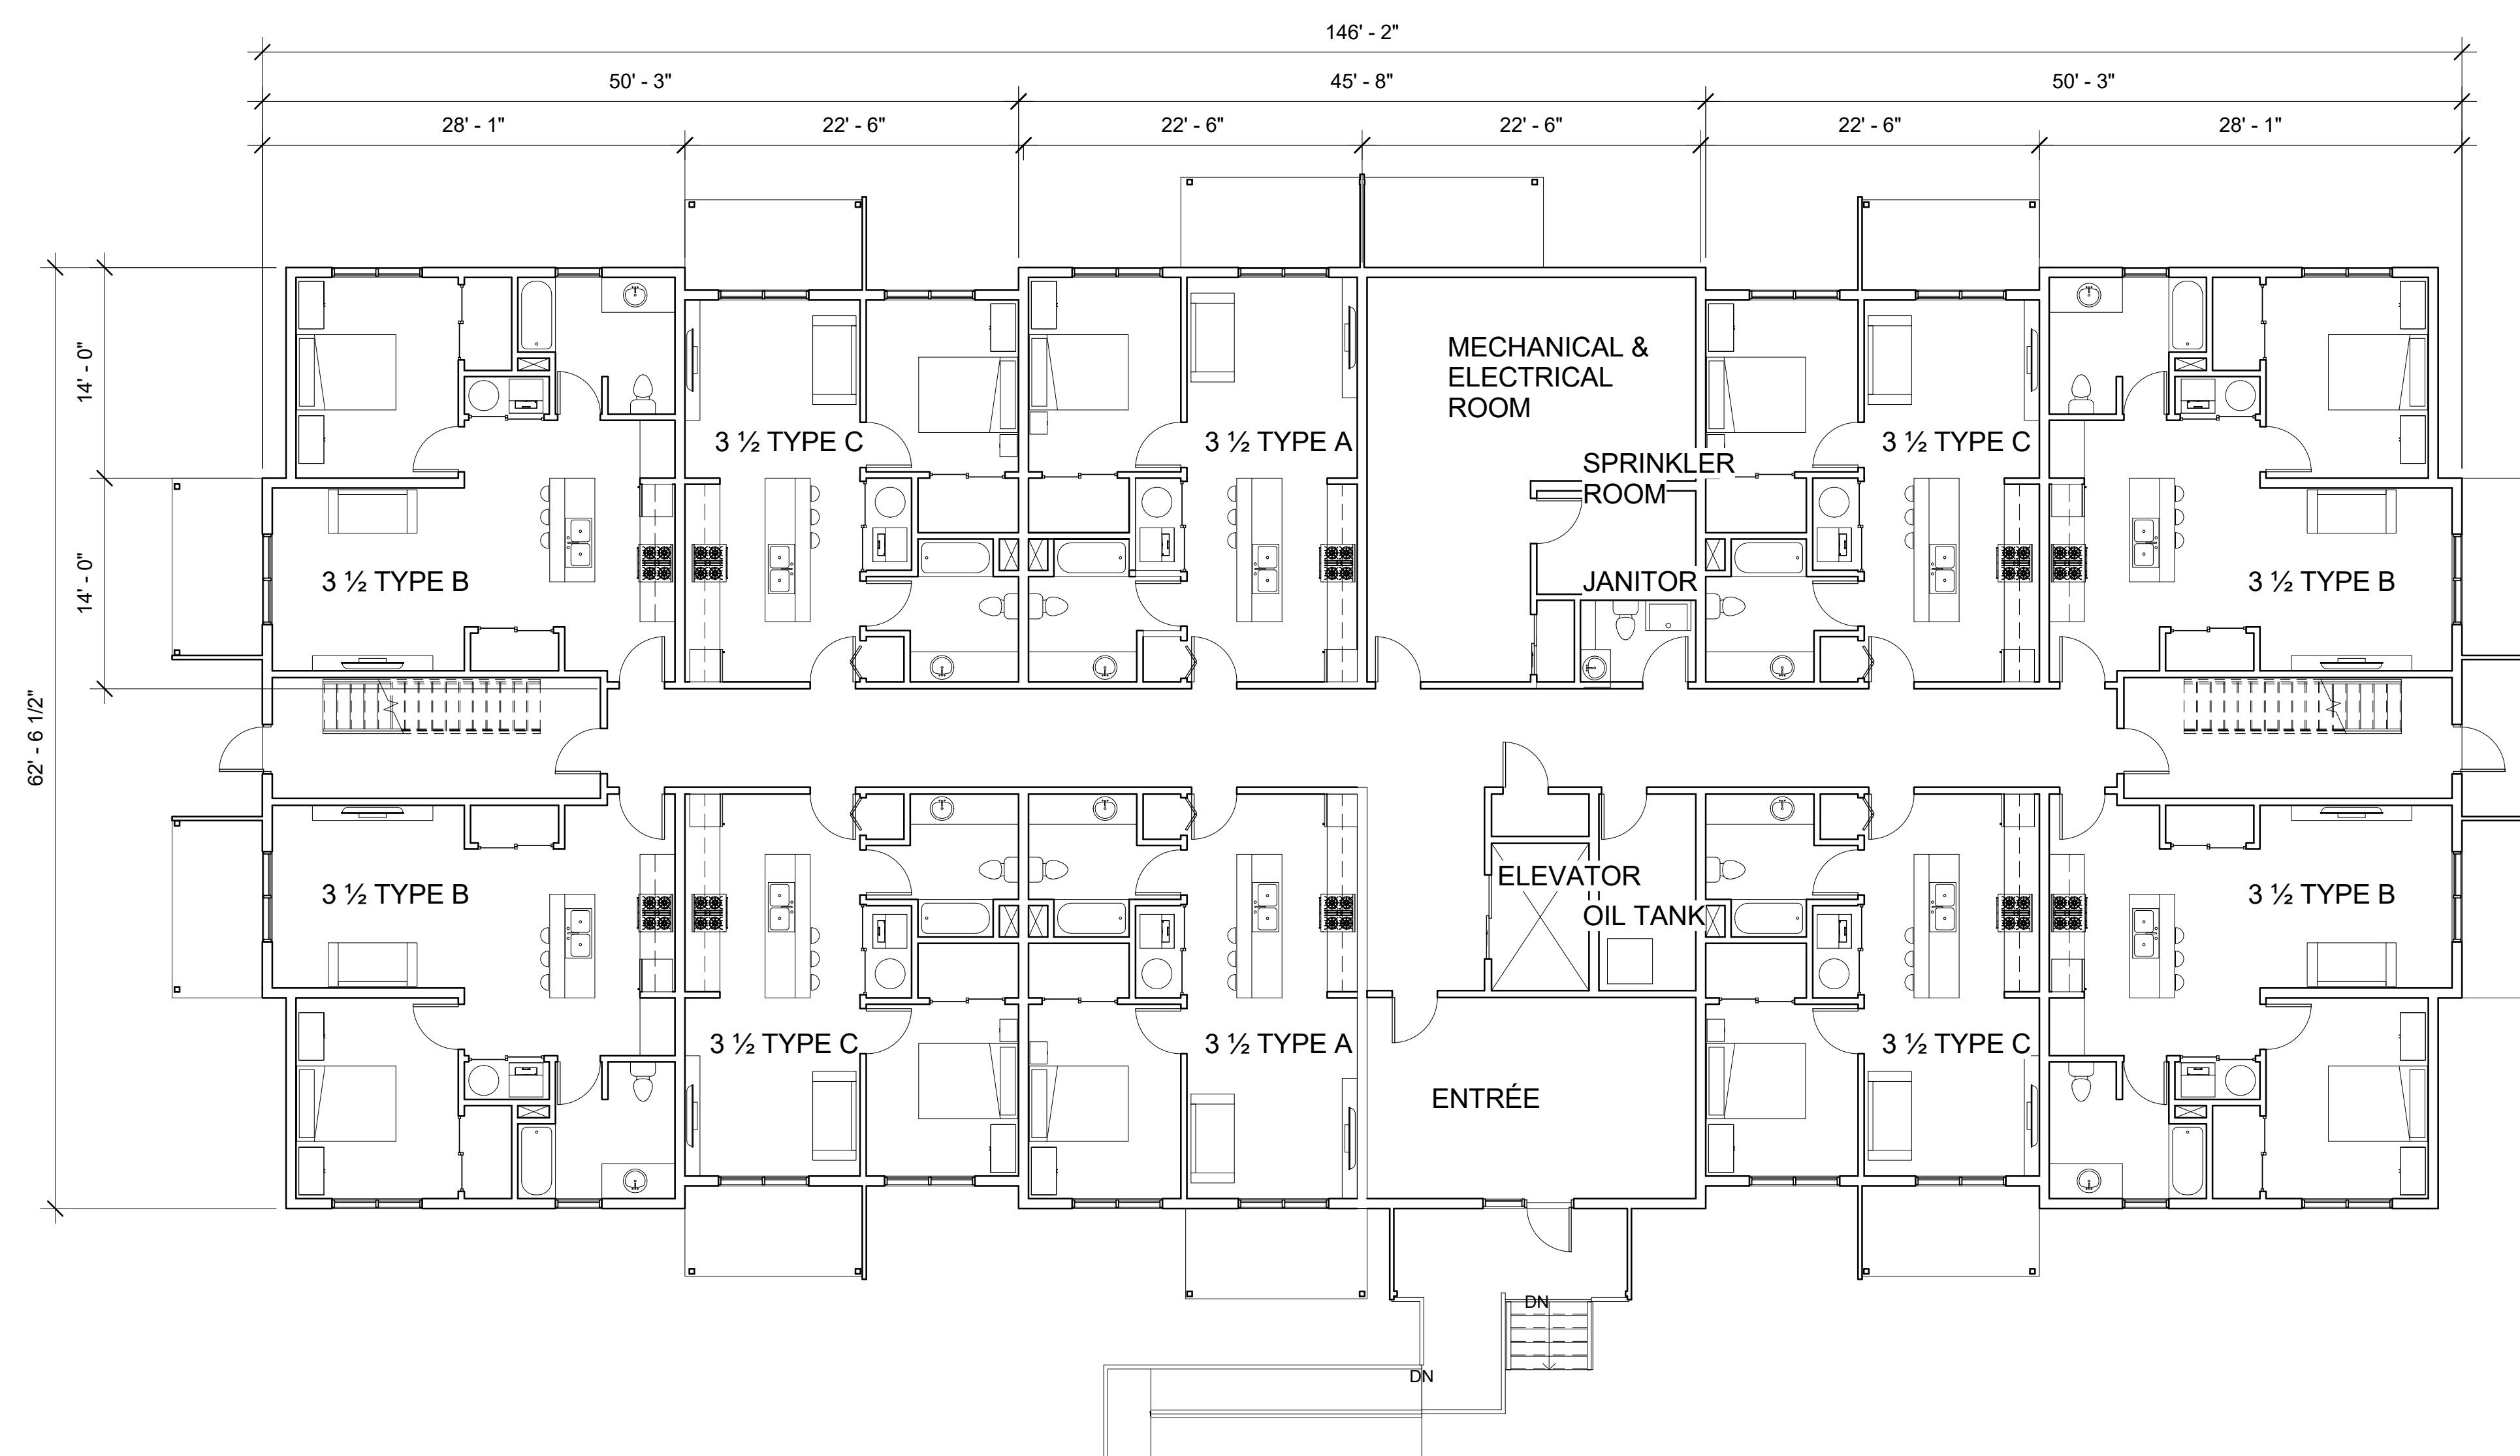 146' - 2"
50' - 3"
45' - 8"
50' - 3"
28' - 1"
22' - 6"
22' - 6"
22' - 6"
22' - 6"
28' - 1"
14' - 0"
14' - 0"
62' - 6 1/2"
MECHANICAL &
ELECTRICAL
ROOM
3 ½ TYPE C
3 ½ TYPE A
3 ½ TYPE C
SPRINKLER
ROOM
3 ½ TYPE B
JANITOR
3 ½ TYPE B
3 ½ TYPE B
ELEVATOR
3 ½ TYPE B
OIL TANK
3 ½ TYPE C
3 ½ TYPE A
3 ½ TYPE C
ENTRÉE
DN
DN